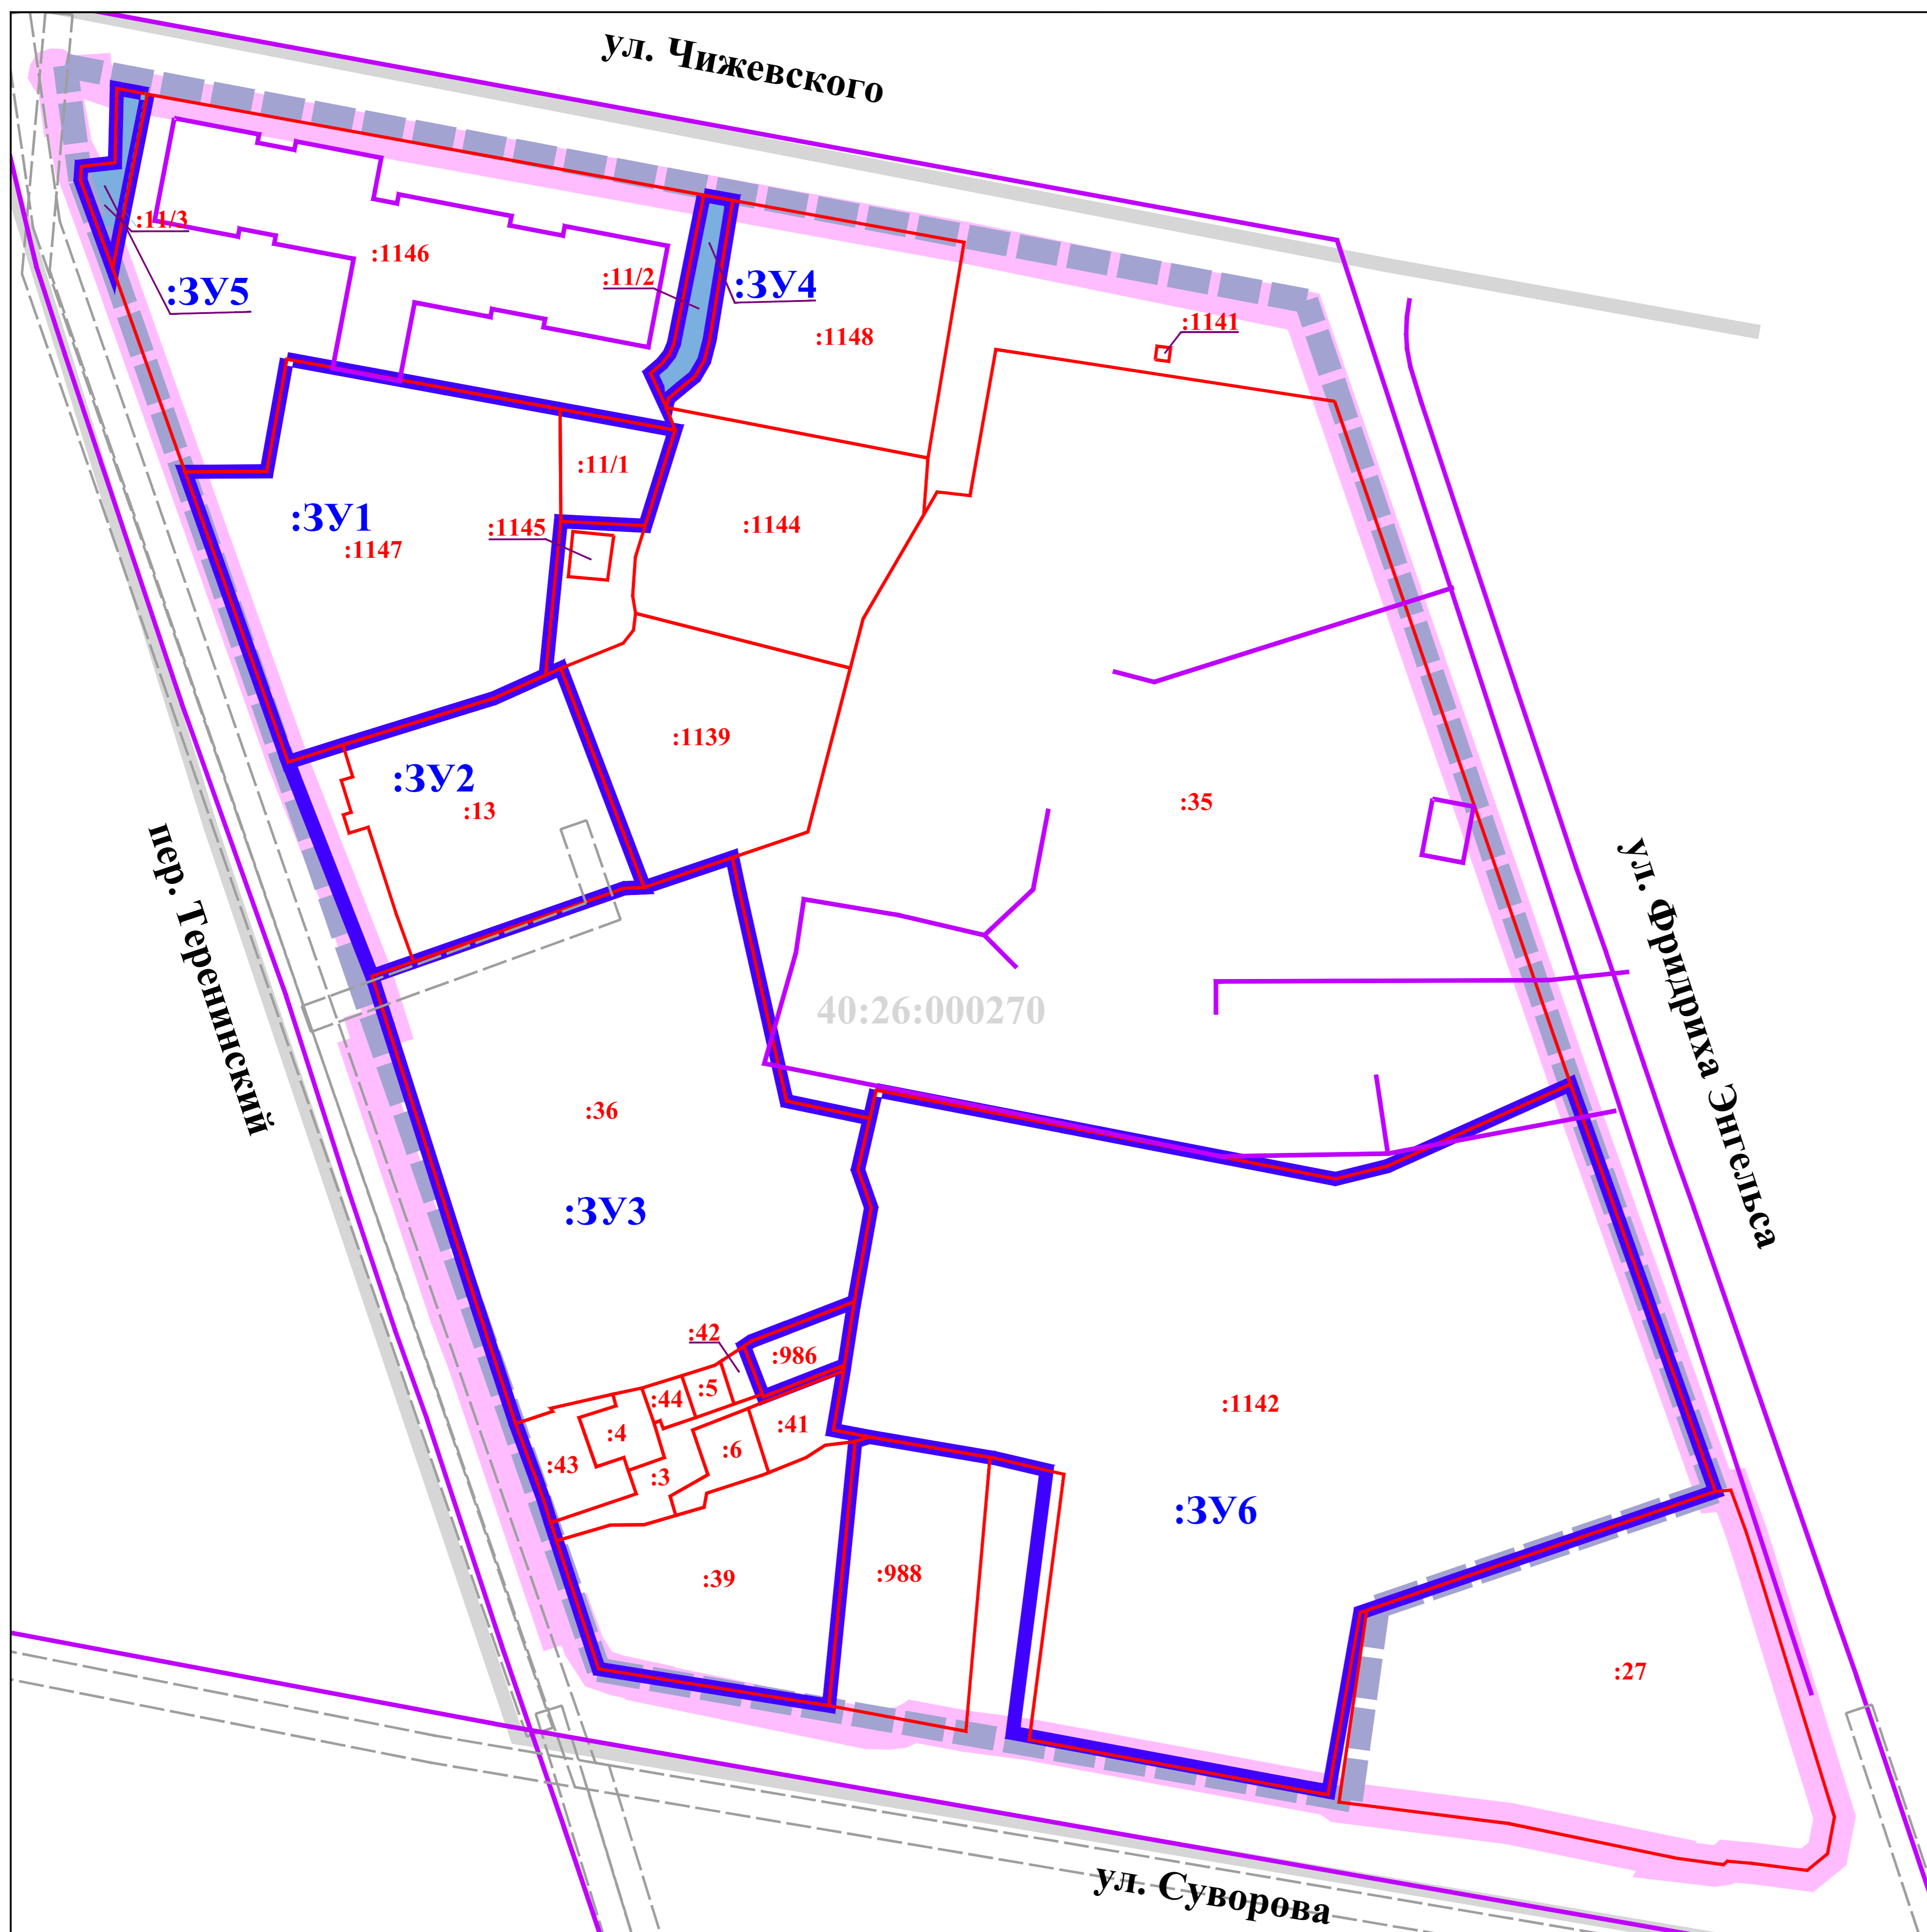 ул. Чижевского
:11/3
:1146
:11/2
:ЗУ4
:ЗУ5
:1148
:1141
:11/1
:ЗУ1
:1145
:1144
:1147
:1139
:ЗУ2
:13
:35
пер. Теренинский
ул. Фридриха Энгельса
40:26:000270
:36
:ЗУ3
:42
:986
:5
:44
:1142
:4
:41
:6
:43
:3
:ЗУ6
:39
:988
:27
ул. Суворова